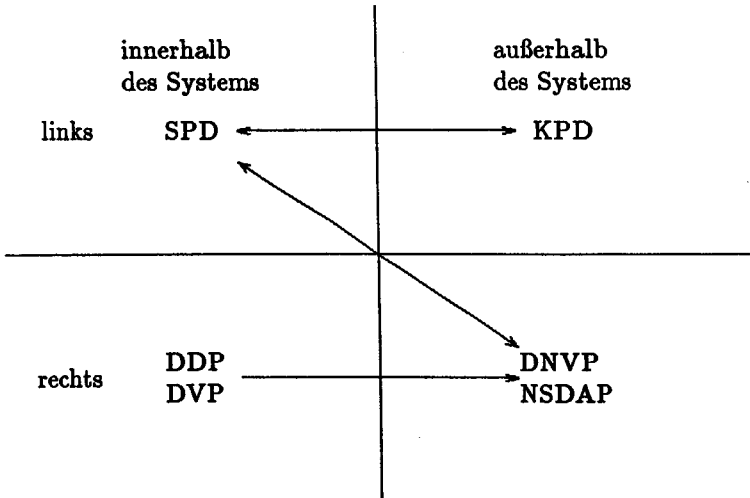 innerhalb
des Systems
außerhalb
des Systems
links
SPD
KPD
rechts
DDP
DVP
DNVP
NSDAP